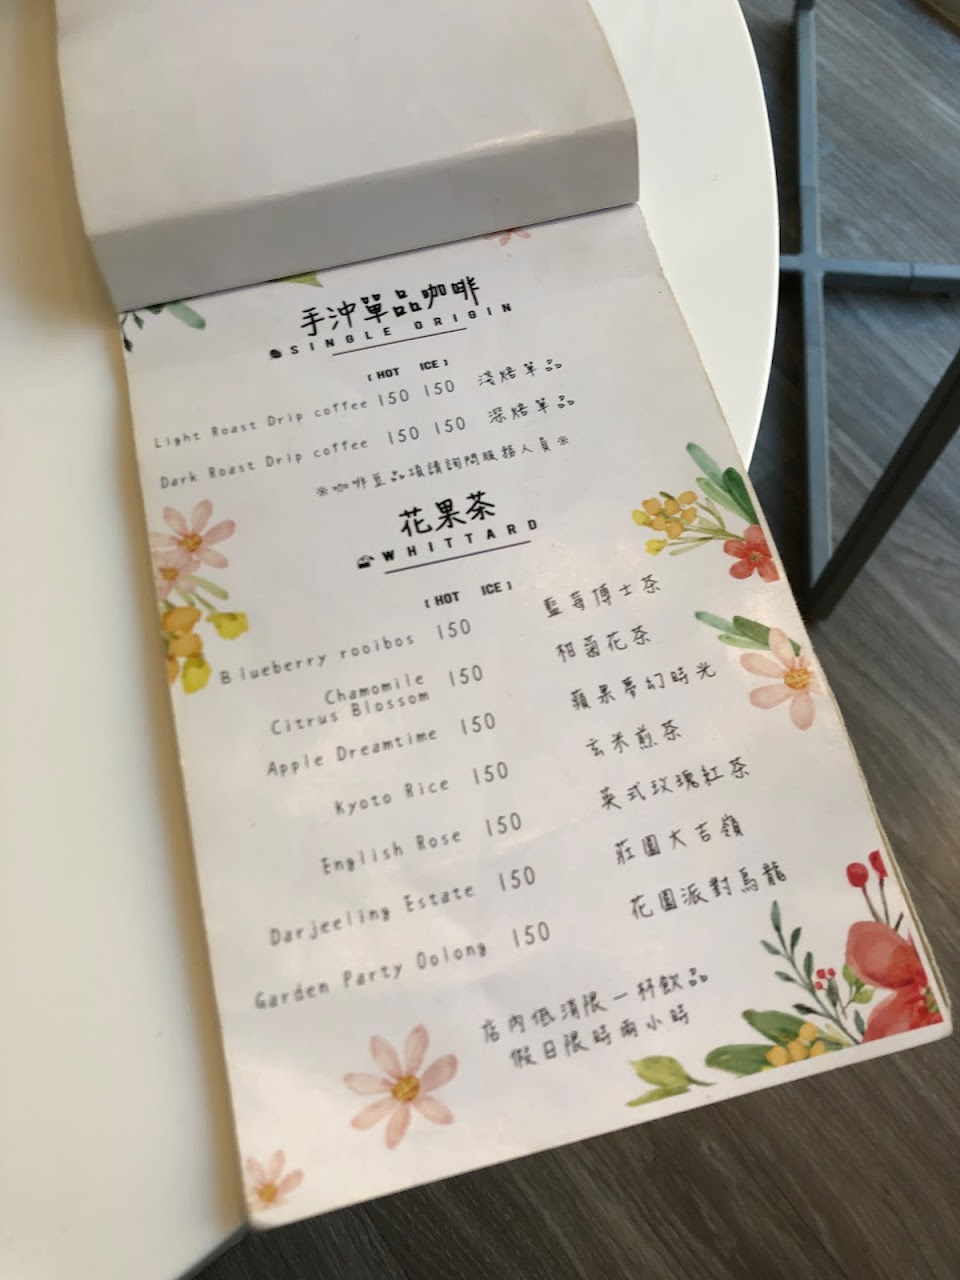 手沖單品咖啡
SINGLE ORIGIN
[ HOT ICE ]
Light Roast Drip coffee 150 150 淺焙單品
Dark Roast Drip coffee 150 150 深焙單品
※咖啡豆品項請詢問服務人員※
花果茶
WHITTARD
[ HOT ICE ]
Blueberry rooibos 150 藍莓博士茶
Chamomile Citrus Blossom 150 柑菊花茶
Apple Dreamtime 150 蘋果夢幻時光
Kyoto Rice 150 玄米煎茶
English Rose 150 英式玫瑰紅茶
Darjeeling Estate 150 莊園大吉嶺
Garden Party Oolong 150 花園派對烏龍
店內低消限一杯飲品
假日限時兩小時